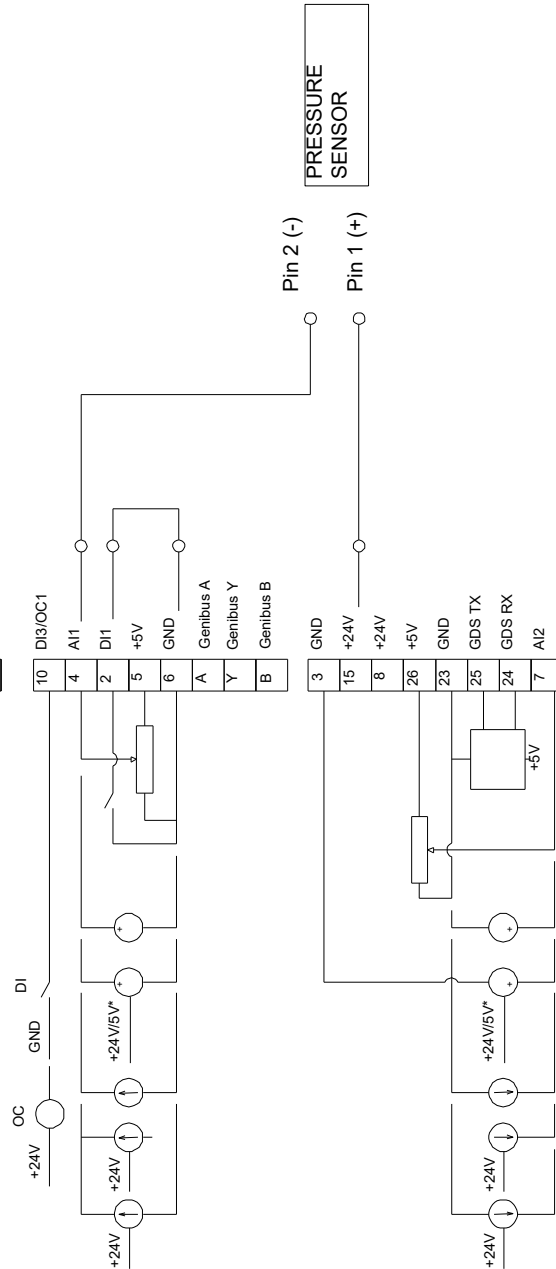 PRESSURE
SENSOR
Pin 2 (-)
Pin 1 (+)
10 DI3/OC1
4 AI1
2 DI1
5 +5V
6 GND
A Genibus A
Y Genibus Y
B Genibus B
3 GND
15 +24V
8 +24V
26 +5V
23 GND
25 GDS TX
24 GDS RX
7 AI2
+5V
DI
GND
OC
+24V
+
+
+24V/5V*
+24V
+24V
+
+
+24V/5V*
+24V
+24V